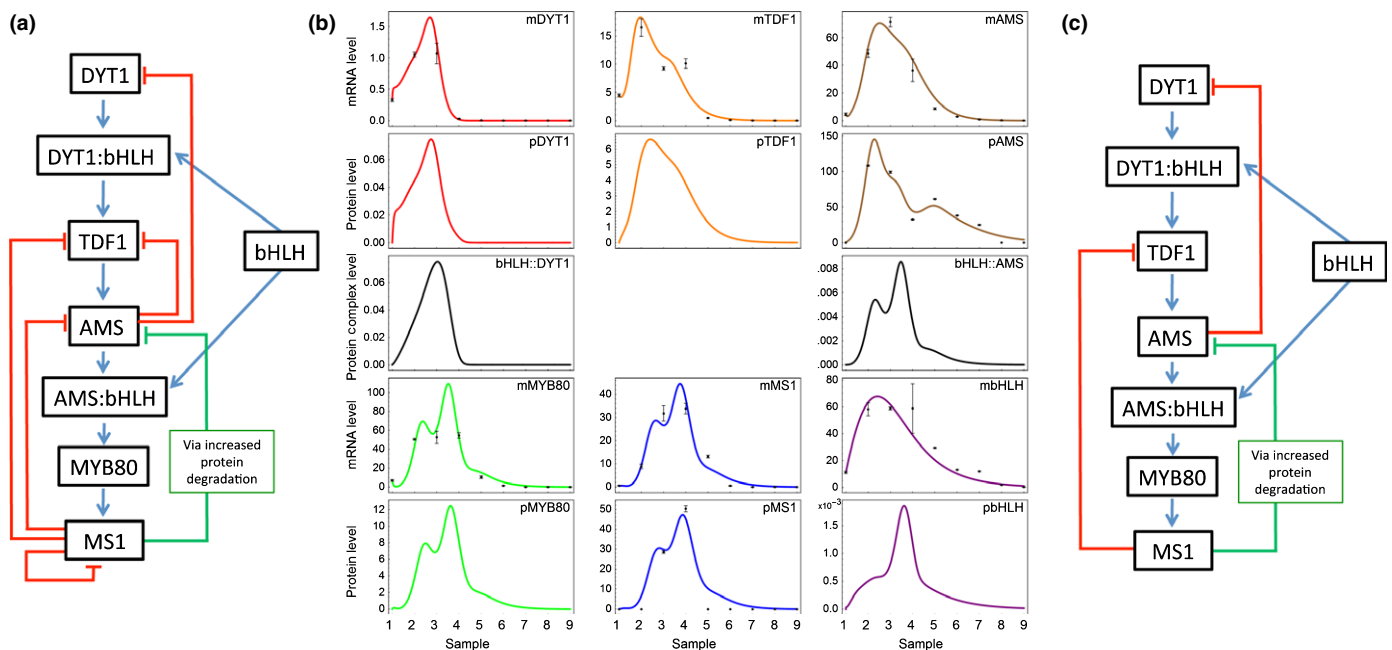 (a)
DYT1
DYT1:bHLH
TDF1
bHLH
AMS
AMS:bHLH
MYB80
Via increased
protein
degradation
MS1
(b)
mRNA level
1.5
1.0
0.5
0.0
mDYT1
15
10
5
0
mTDF1
60
40
20
0
mAMS
Protein level
0.06
0.04
0.02
0.00
pDYT1
6
5
4
3
2
1
0
pTDF1
150
100
50
0
pAMS
Protein complex level
0.06
0.04
0.02
0.00
bHLH::DYT1
.008
.006
.004
.002
.000
bHLH::AMS
mRNA level
100
80
60
40
20
0
mMYB80
40
30
20
10
0
mMS1
80
60
40
20
0
mbHLH
Protein level
12
10
8
6
4
2
0
pMYB80
50
40
30
20
10
0
pMS1
x10⁻³
1.5
1.0
0.5
0
pbHLH
1 2 3 4 5 6 7 8 9
Sample
1 2 3 4 5 6 7 8 9
Sample
1 2 3 4 5 6 7 8 9
Sample
(c)
DYT1
DYT1:bHLH
TDF1
bHLH
AMS
AMS:bHLH
MYB80
Via increased
protein
degradation
MS1